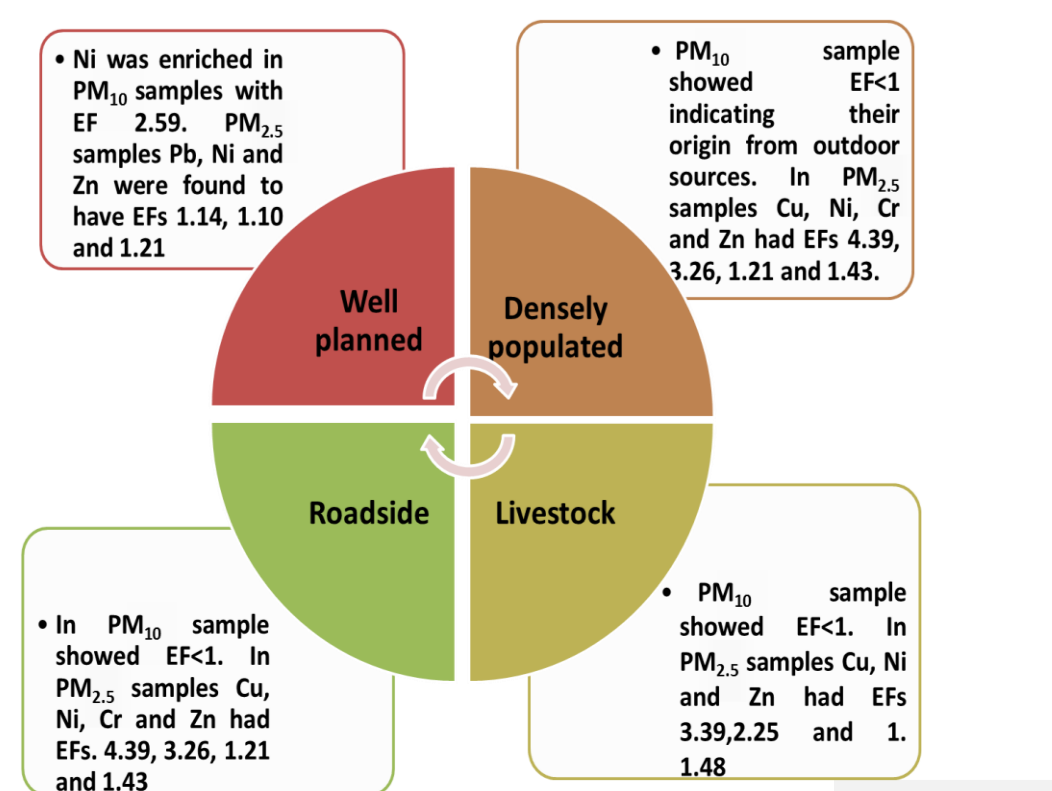 • Ni was enriched in
PM10 samples with
EF 2.59. PM2.5
samples Pb, Ni and
Zn were found to
have EFs 1.14, 1.10
and 1.21
• PM10 sample
showed EF<1
indicating their
origin from outdoor
sources. In PM2.5
samples Cu, Ni, Cr
and Zn had EFs 4.39,
3.26, 1.21 and 1.43.
Well
planned
Densely
populated
Roadside
Livestock
• In PM10 sample
showed EF<1. In
PM2.5 samples Cu,
Ni, Cr and Zn had
EFs. 4.39, 3.26, 1.21
and 1.43
• PM10 sample
showed EF<1. In
PM2.5 samples Cu, Ni
and Zn had EFs
3.39,2.25 and 1.
1.48